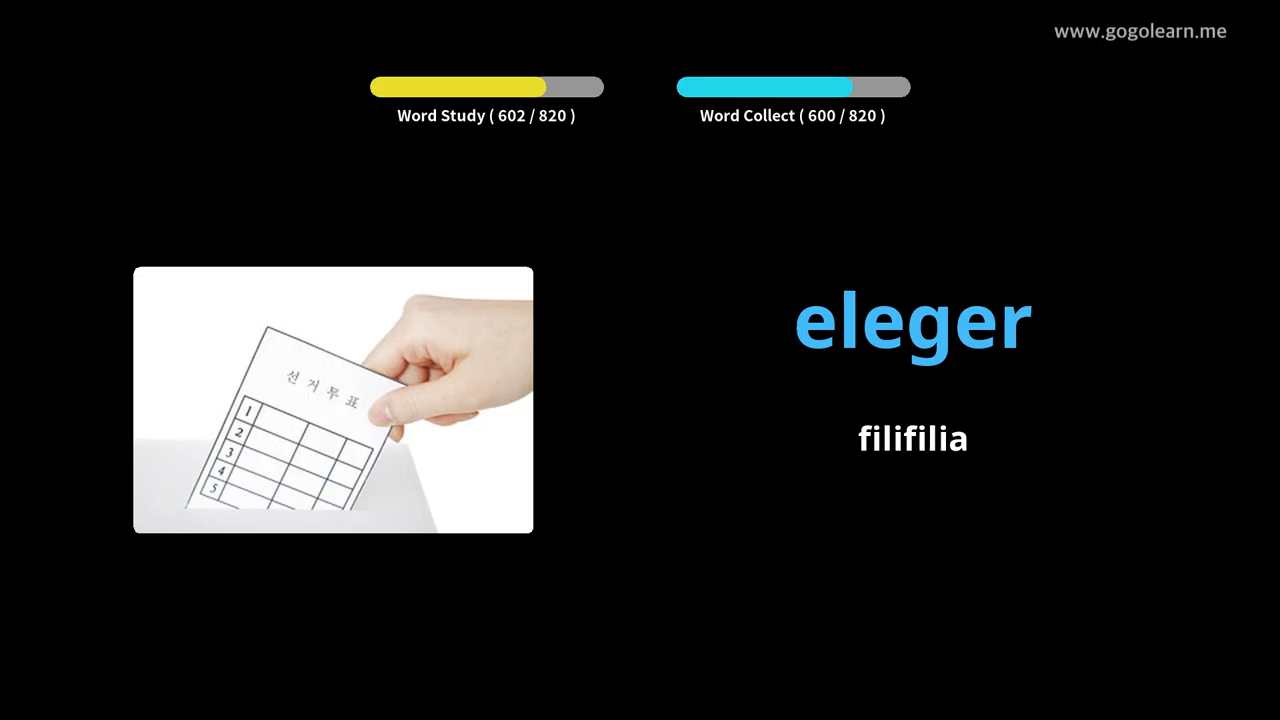 www.gogolearn.me
Word Study ( 602 / 820 )
Word Collect ( 600 / 820 )
eleger
filifilia
선거투표
1
2
3
4
5